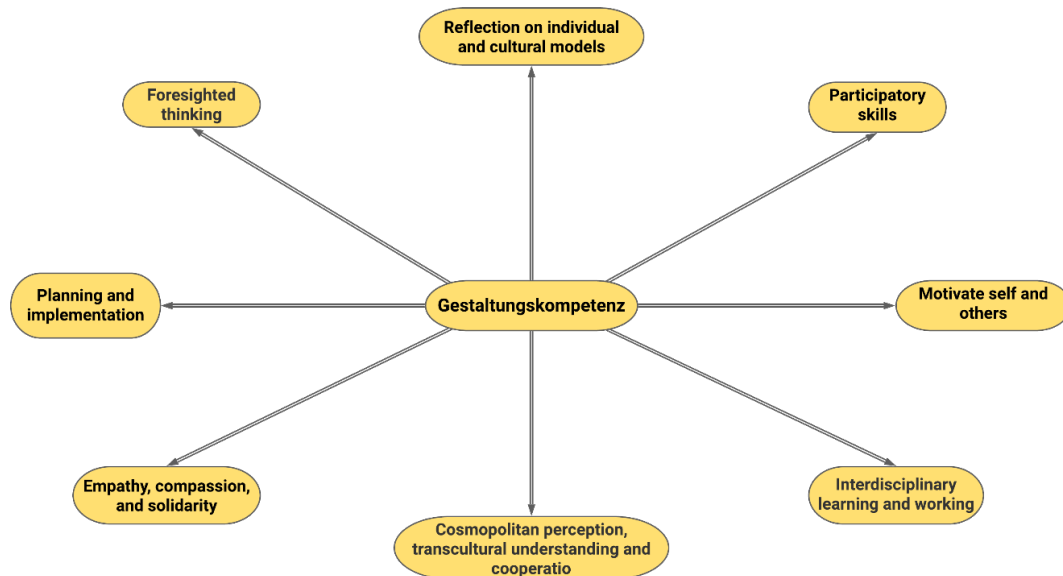 Reflection on individual
and cultural models
Foresighted
thinking
Participatory
skills
Planning and
implementation
Gestaltungskompetenz
Motivate self and
others
Empathy, compassion,
and solidarity
Interdisciplinary
learning and working
Cosmopolitan perception,
transcultural understanding and
cooperatio